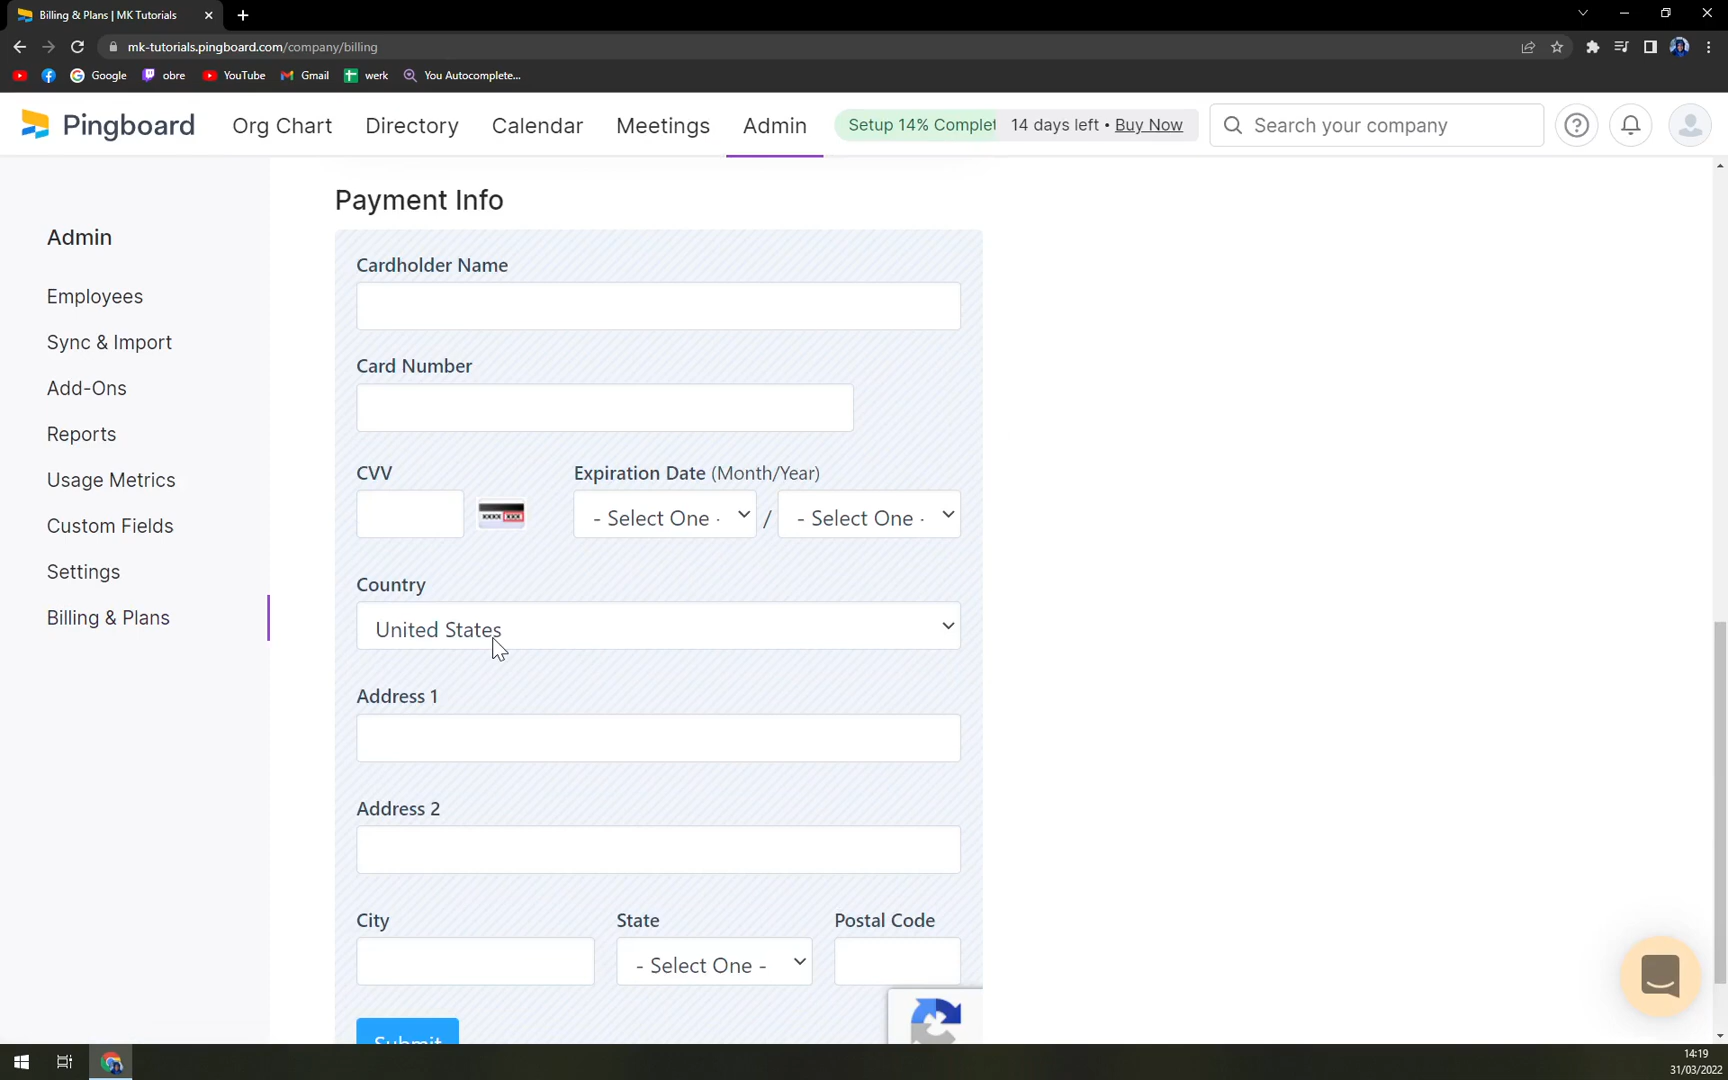 Billing & Plans | MK Tutorials
mk-tutorials.pingboard.com/company/billing
Google
obre
YouTube
Gmail
werk
You Autocomplete...
Pingboard
Org Chart
Directory
Calendar
Meetings
Admin
Setup 14% Complet
14 days left • Buy Now
Search your company
Admin
Employees
Sync & Import
Add-Ons
Reports
Usage Metrics
Custom Fields
Settings
Billing & Plans
Payment Info
Cardholder Name
Card Number
CVV
Expiration Date (Month/Year)
XXXX XXX
- Select One -
/
- Select One -
Country
United States
Address 1
Address 2
City
State
Postal Code
- Select One -
Submit
14:19
31/03/2022